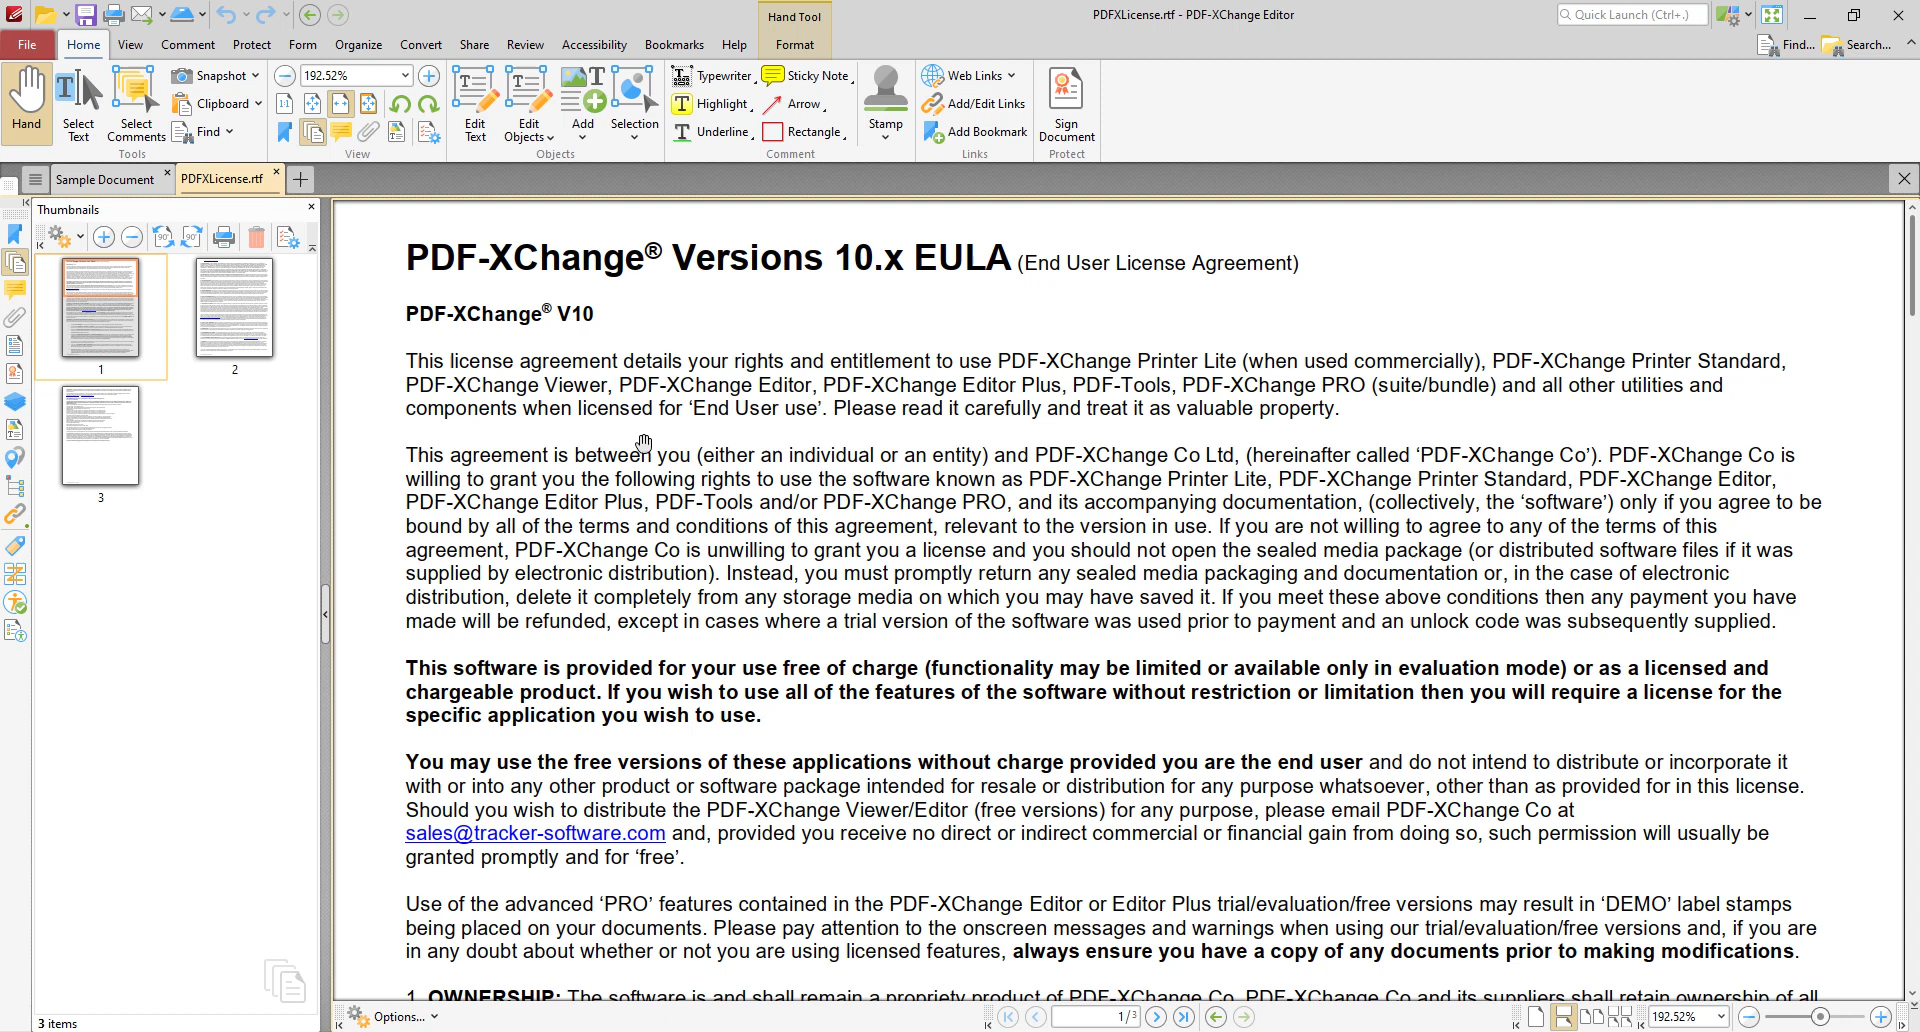 Hand Tool
PDFXLicense.rtf - PDF-XChange Editor
Quick Launch (Ctrl+.)
File Home View Comment Protect Form Organize Convert Share Review Accessibility Bookmarks Help Format
Find... Search...
Hand
Select Text
Select Comments
Snapshot
Clipboard
Find
Tools
192.52%
View
Edit Text
Edit Objects
Add
Selection
Objects
Typewriter
Highlight
Underline
Sticky Note
Arrow
Rectangle
Stamp
Comment
Web Links
Add/Edit Links
Add Bookmark
Links
Sign Document
Protect
Sample Document
PDFXLicense.rtf
Thumbnails
1
2
3
3 items
PDF-XChange® Versions 10.x EULA (End User License Agreement)
PDF-XChange® V10
This license agreement details your rights and entitlement to use PDF-XChange Printer Lite (when used commercially), PDF-XChange Printer Standard,
PDF-XChange Viewer, PDF-XChange Editor, PDF-XChange Editor Plus, PDF-Tools, PDF-XChange PRO (suite/bundle) and all other utilities and
components when licensed for ‘End User use’. Please read it carefully and treat it as valuable property.
This agreement is between you (either an individual or an entity) and PDF-XChange Co Ltd, (hereinafter called ‘PDF-XChange Co’). PDF-XChange Co is
willing to grant you the following rights to use the software known as PDF-XChange Printer Lite, PDF-XChange Printer Standard, PDF-XChange Editor,
PDF-XChange Editor Plus, PDF-Tools and/or PDF-XChange PRO, and its accompanying documentation, (collectively, the ‘software’) only if you agree to be
bound by all of the terms and conditions of this agreement, relevant to the version in use. If you are not willing to agree to any of the terms of this
agreement, PDF-XChange Co is unwilling to grant you a license and you should not open the sealed media package (or distributed software files if it was
supplied by electronic distribution). Instead, you must promptly return any sealed media packaging and documentation or, in the case of electronic
distribution, delete it completely from any storage media on which you may have saved it. If you meet these above conditions then any payment you have
made will be refunded, except in cases where a trial version of the software was used prior to payment and an unlock code was subsequently supplied.
This software is provided for your use free of charge (functionality may be limited or available only in evaluation mode) or as a licensed and
chargeable product. If you wish to use all of the features of the software without restriction or limitation then you will require a license for the
specific application you wish to use.
You may use the free versions of these applications without charge provided you are the end user and do not intend to distribute or incorporate it
with or into any other product or software package intended for resale or distribution for any purpose whatsoever, other than as provided for in this license.
Should you wish to distribute the PDF-XChange Viewer/Editor (free versions) for any purpose, please email PDF-XChange Co at
sales@tracker-software.com and, provided you receive no direct or indirect commercial or financial gain from doing so, such permission will usually be
granted promptly and for ‘free’.
Use of the advanced ‘PRO’ features contained in the PDF-XChange Editor or Editor Plus trial/evaluation/free versions may result in ‘DEMO’ label stamps
being placed on your documents. Please pay attention to the onscreen messages and warnings when using our trial/evaluation/free versions and, if you are
in any doubt about whether or not you are using licensed features, always ensure you have a copy of any documents prior to making modifications.
1. OWNERSHIP: The software is and shall remain a propriety product of PDF-XChange Co. PDF-XChange Co and its suppliers shall retain ownership of all
Options...
1/3
192.52%